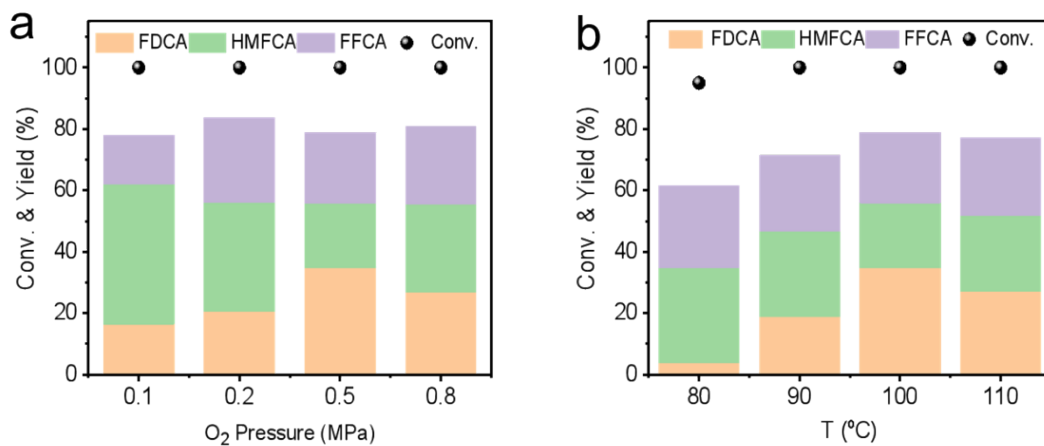 a
FDCA HMFCA FFCA Conv.
Conv. & Yield (%)
100
80
60
40
20
0
0.1 0.2 0.5 0.8
O2 Pressure (MPa)
b
FDCA HMFCA FFCA Conv.
Conv. & Yield (%)
100
80
60
40
20
0
80 90 100 110
T (ºC)